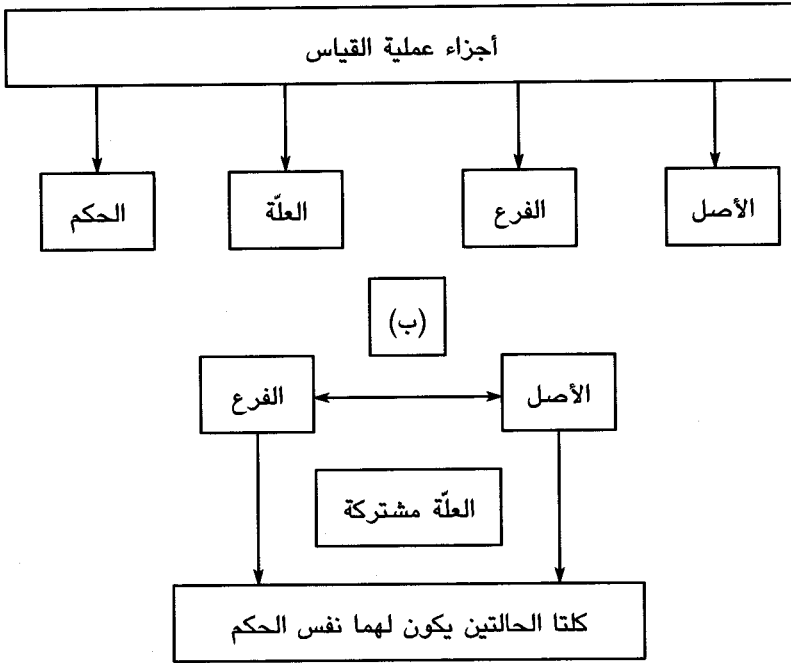 أجزاء عملية القياس
الأصل
الفرع
العلّة
الحكم
(ب)
الأصل
الفرع
العلّة مشتركة
كلتا الحالتين يكون لهما نفس الحكم